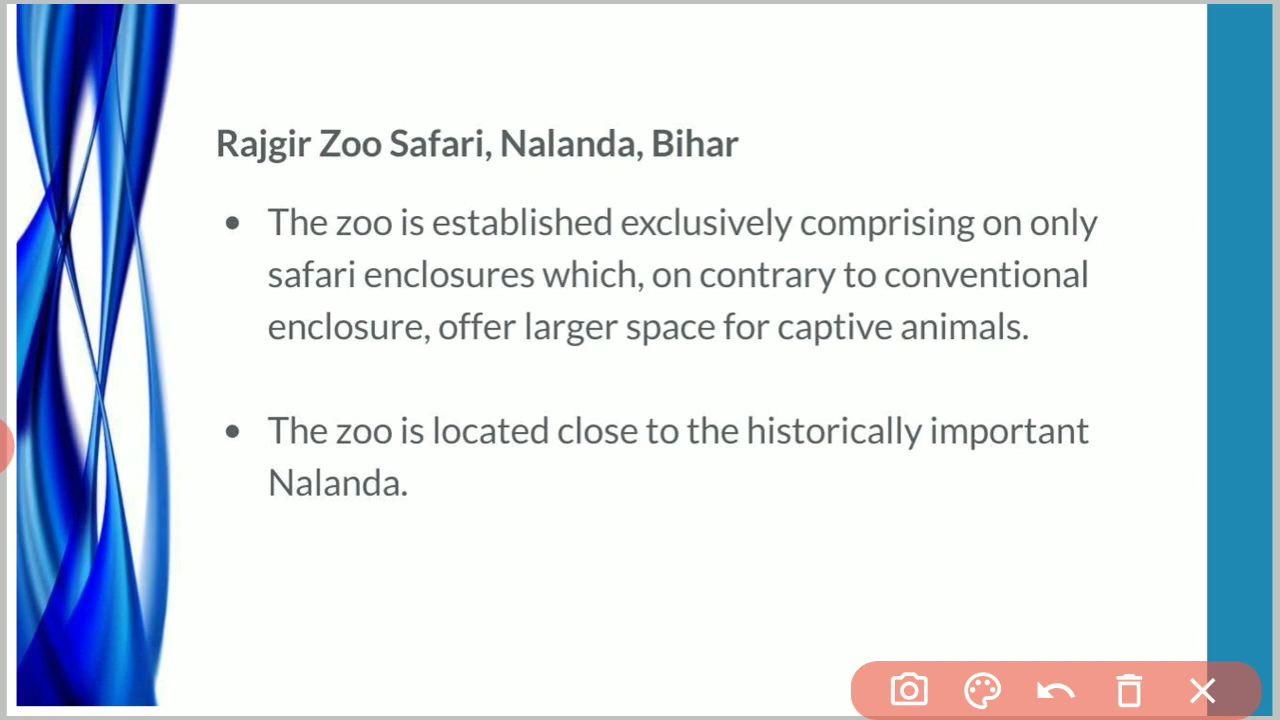 Rajgir Zoo Safari, Nalanda, Bihar
• The zoo is established exclusively comprising on only
safari enclosures which, on contrary to conventional
enclosure, offer larger space for captive animals.
• The zoo is located close to the historically important
Nalanda.